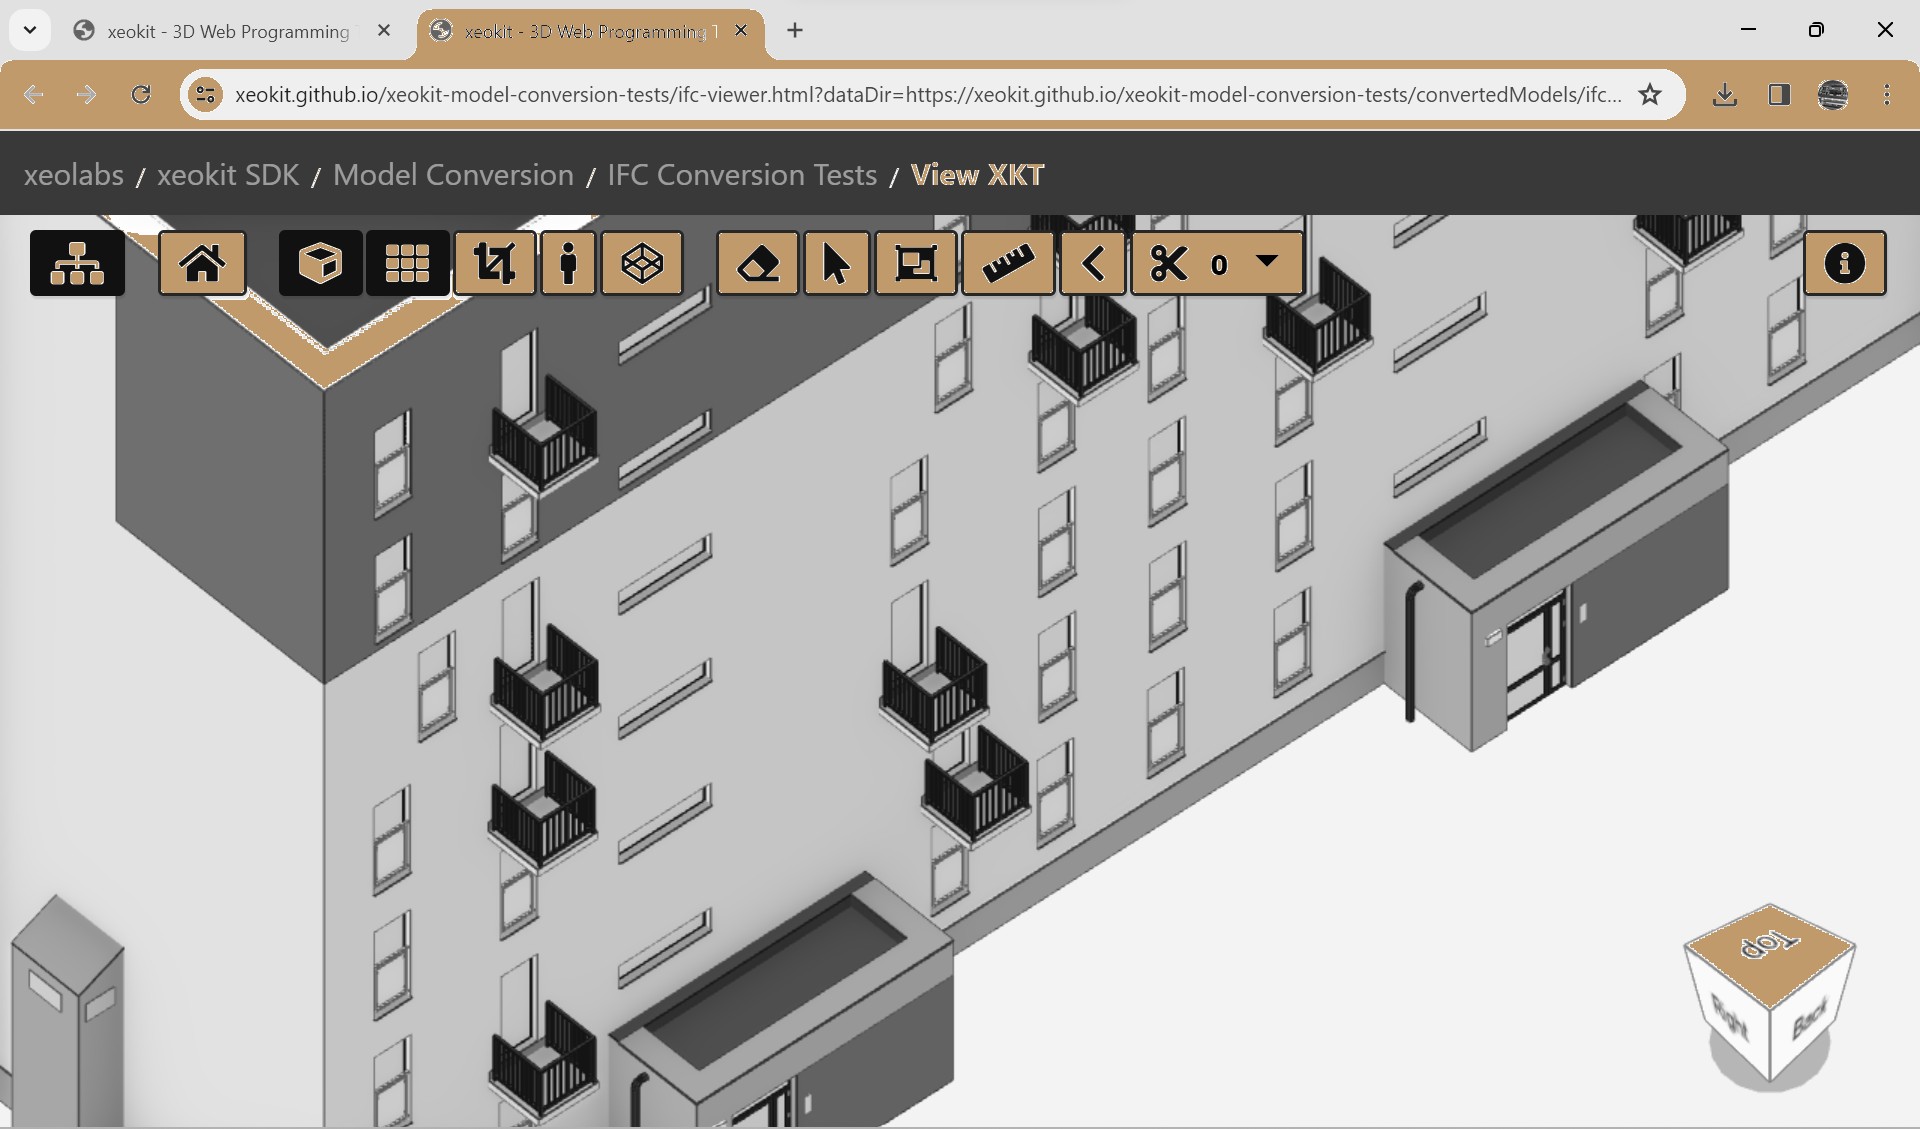 xeokit - 3D Web Programming
xeokit - 3D Web Programming T
xeokit.github.io/xeokit-model-conversion-tests/ifc-viewer.html?dataDir=https://xeokit.github.io/xeokit-model-conversion-tests/convertedModels/ifc...
xeolabs / xeokit SDK / Model Conversion / IFC Conversion Tests / View XKT
0
Top
Right
Back